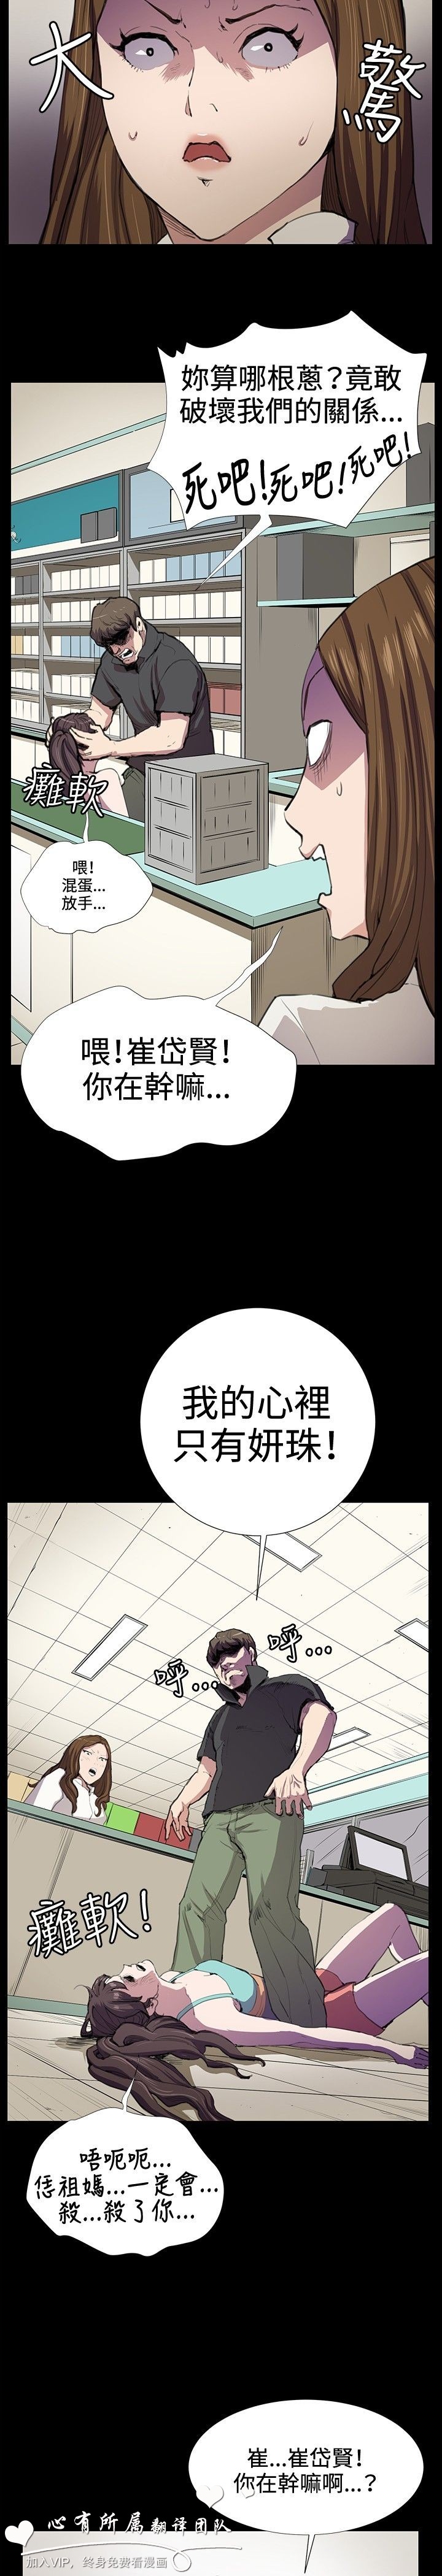 大
驚
妳算哪根蔥？竟敢
破壞我們的關係...
死吧！死吧！死吧！
癱軟
喂！
混蛋...
放手...
喂！崔岱賢！
你在幹嘛...
我的心裡
只有妍珠！
呼...
呼...
癱軟！
唔呃呃...
恁祖媽...一定會...
殺...殺了你...
崔...崔岱賢！
你在幹嘛啊...？
心有所属翻译团队
加入VIP，终身免费看漫画